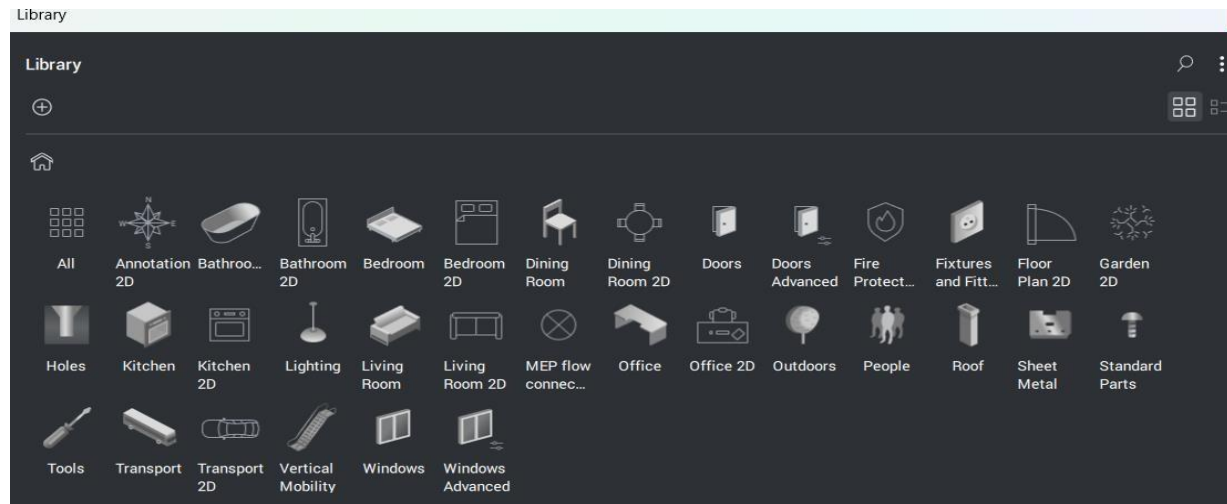 Library
Library
N
W E
S
All Annotation Bathroo... Bathroom Bedroom Bedroom Dining Dining Doors Doors Fire Fixtures Floor Garden
2D 2D 2D Room Room 2D Advanced Protect... and Fitt... Plan 2D 2D
Holes Kitchen Kitchen Lighting Living Living MEP flow Office Office 2D Outdoors People Roof Sheet Standard
2D Room Room 2D connec... Metal Parts
Tools Transport Transport Vertical Windows Windows
2D Mobility Advanced